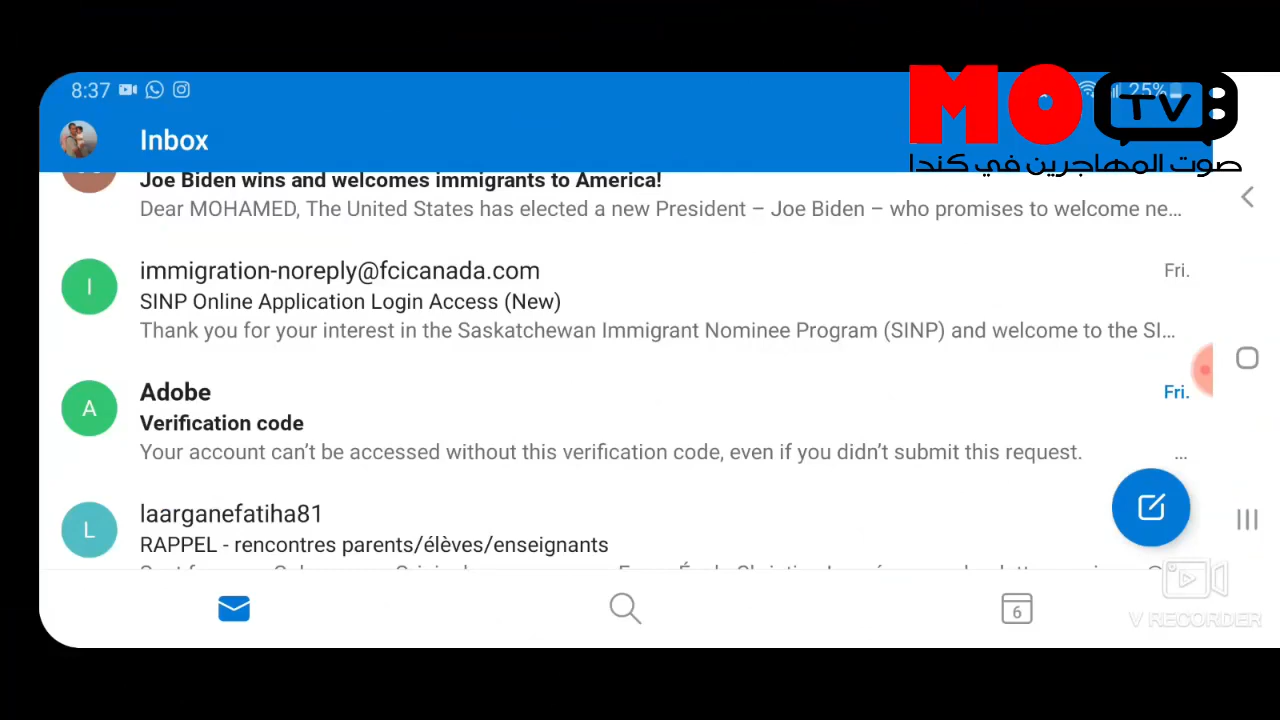 8:37
25%
MO TV
صوت المهاجرين في كندا
Inbox
Joe Biden wins and welcomes immigrants to America!
Dear MOHAMED, The United States has elected a new President – Joe Biden – who promises to welcome ne...
I
immigration-noreply@fcicanada.com
Fri.
SINP Online Application Login Access (New)
Thank you for your interest in the Saskatchewan Immigrant Nominee Program (SINP) and welcome to the SI...
A
Adobe
Fri.
Verification code
Your account can’t be accessed without this verification code, even if you didn’t submit this request. ...
L
laarganefatiha81
RAPPEL - rencontres parents/élèves/enseignants
6
V RECORDER